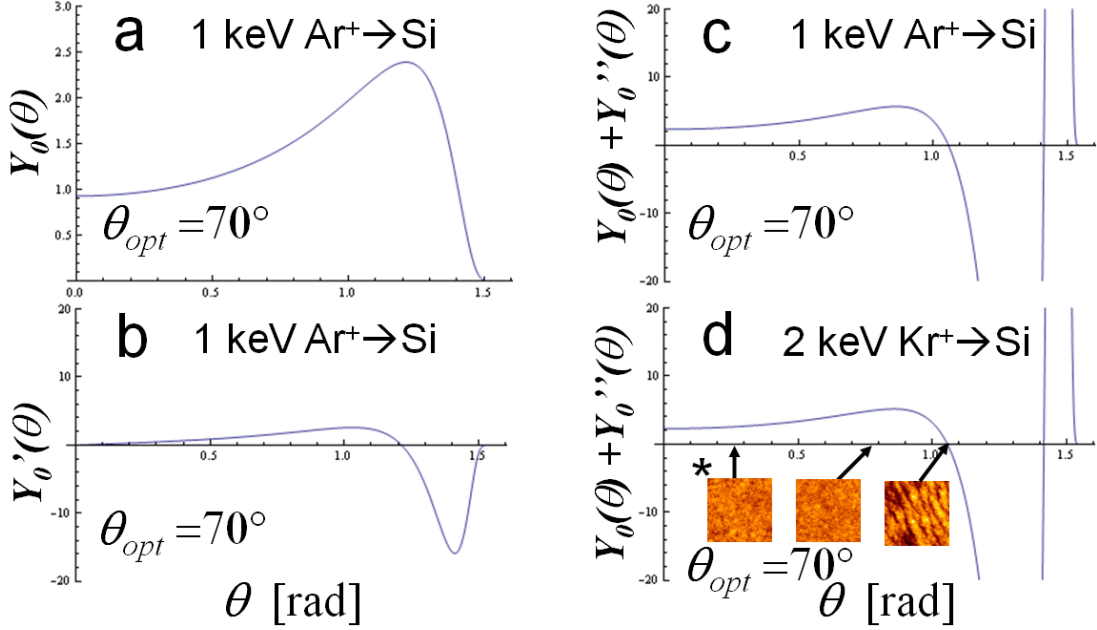 a 1 keV Ar⁺→Si
3.0
2.5
2.0
1.5
1.0
0.5
0.0
0.5
1.0
1.5
Y₀(θ)
θopt =70°
b 1 keV Ar⁺→Si
20
10
-10
-20
0.5
1.0
1.5
Y₀'(θ)
θopt =70°
θ [rad]
c 1 keV Ar⁺→Si
20
10
-10
-20
0.5
1.0
1.5
Y₀(θ) +Y₀''(θ)
θopt =70°
d 2 keV Kr⁺→Si
20
10
-10
-20
0.5
1.0
1.5
Y₀(θ) +Y₀''(θ)
*
θopt =70°
θ [rad]